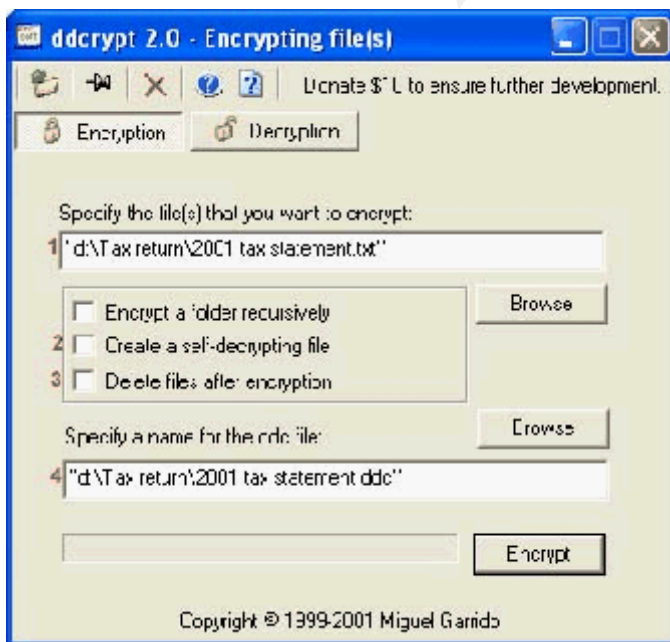 ddcrypt 2.0 - Encrypting file(s)
Donate $10 to ensure further development.
Encryption
Decryption
Specify the file(s) that you want to encrypt:
1 "d:\Tax return\2001 tax statement.txt"
Encrypt a folder recursively
Browse
2 Create a self-decrypting file
3 Delete files after encryption
Specify a name for the ddc file:
Browse
4 "d:\Tax return\2001 tax statement.ddc"
Encrypt
Copyright © 1999-2001 Miguel Garrido